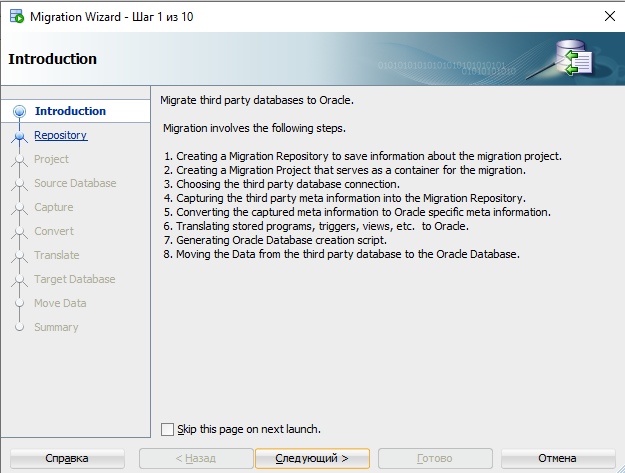 Migration Wizard - Шаг 1 из 10
Introduction
Introduction
Repository
Project
Source Database
Capture
Convert
Translate
Target Database
Move Data
Summary
Migrate third party databases to Oracle.
Migration involves the following steps.
1. Creating a Migration Repository to save information about the migration project.
2. Creating a Migration Project that serves as a container for the migration.
3. Choosing the third party database connection.
4. Capturing the third party meta information into the Migration Repository.
5. Converting the captured meta information to Oracle specific meta information.
6. Translating stored programs, triggers, views, etc. to Oracle.
7. Generating Oracle Database creation script.
8. Moving the Data from the third party database to the Oracle Database.
Skip this page on next launch.
Справка
< Назад
Следующий >
Готово
Отмена